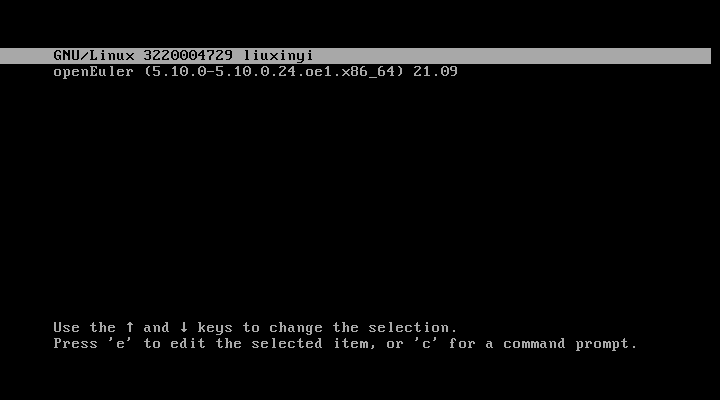 GNU/Linux 3220004729 liuxinyi
openEuler (5.10.0-5.10.0.24.oe1.x86_64) 21.09
Use the ↑ and ↓ keys to change the selection.
Press 'e' to edit the selected item, or 'c' for a command prompt.